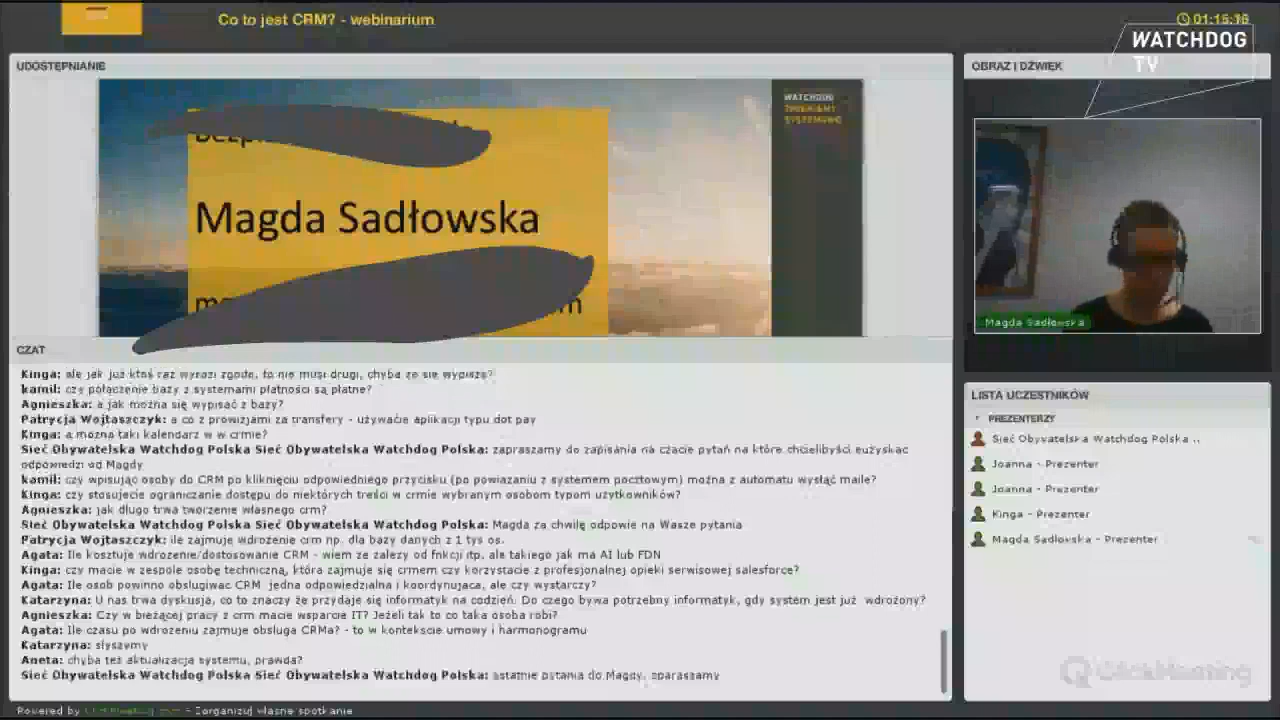 Co to jest CRM? - webinarium
01:15:16
WATCHDOG
TV
UDOSTĘPNIANIE
OBRAZ I DŹWIĘK
WATCHDOG
Magda Sadłowska
Magda Sadłowska
CZAT
Kinga: ale jak już ktoś raz wyrazi zgodę, to nie musi drugi, chyba ze sie wypisze?
kamil: czy połączenie bazy z systemami płatności są płatne?
Agnieszka: a jak można się wypisać z bazy?
Patrycja Wojtaszczyk: a co z prowizjami za transfery - używacie aplikacji typu dot pay
Kinga: a można taki kalendarz w w crmie?
Sieć Obywatelska Watchdog Polska Sieć Obywatelska Watchdog Polska: zapraszamy do zapisania na czacie pytań na które chcielibyści euzyskac
odpowiedzi od Magdy
kamil: czy wpisując osoby do CRM po kliknięciu odpowiedniego przycisku (po powiązaniu z systemem pocztowym) można z automatu wysłąć maile?
Kinga: czy stosujecie ograniczanie dostępu do niektórych treści w crmie wybranym osobom typom użytkowników?
Agnieszka: jak długo trwa tworzenie własnego crm?
Sieć Obywatelska Watchdog Polska Sieć Obywatelska Watchdog Polska: Magda za chwilę odpowie na Wasze pytania
Patrycja Wojtaszczyk: ile zajmuje wdrożenie crm np. dla bazy danych z 1 tys os.
Agata: Ile kosztuje wdrożenie/dostosowanie CRM - wiem ze zależy od fnkcji itp, ale takiego jak ma AI lub FDN
Kinga: czy macie w zespole osobę techniczną, która zajmuje się crmem czy korzystacie z profesjonalnej opieki serwisowej salesforce?
Agata: Ile osób powinno obsługiwac CRM jedna odpowiedzialna i koordynująca, ale czy wystarczy?
Katarzyna: U nas trwa dyskusja, co to znaczy że przydaje się informatyk na codzień. Do czego bywa potrzebny informatyk, gdy system jest już wdrożony?
Agnieszka: Czy w bieżącej pracy z crm macie wsparcie IT? Jeżeli tak to co taka osoba robi?
Agata: Ile czasu po wdrożeniu zajmuje obsługa CRMa? - to w kontekscie umowy i harmonogramu
Katarzyna: słyszymy
Aneta: chyba też aktualizacja systemu, prawda?
Sieć Obywatelska Watchdog Polska Sieć Obywatelska Watchdog Polska: ostatnie pytania do Magdy, zapraszamy
LISTA UCZESTNIKÓW
PREZENTERZY
Sieć Obywatelska Watchdog Polska ..
Joanna - Prezenter
Joanna - Prezenter
Kinga - Prezenter
Magda Sadłowska - Prezenter
ClickMeeting
Powered by ClickMeeting.com - Zorganizuj własne spotkanie